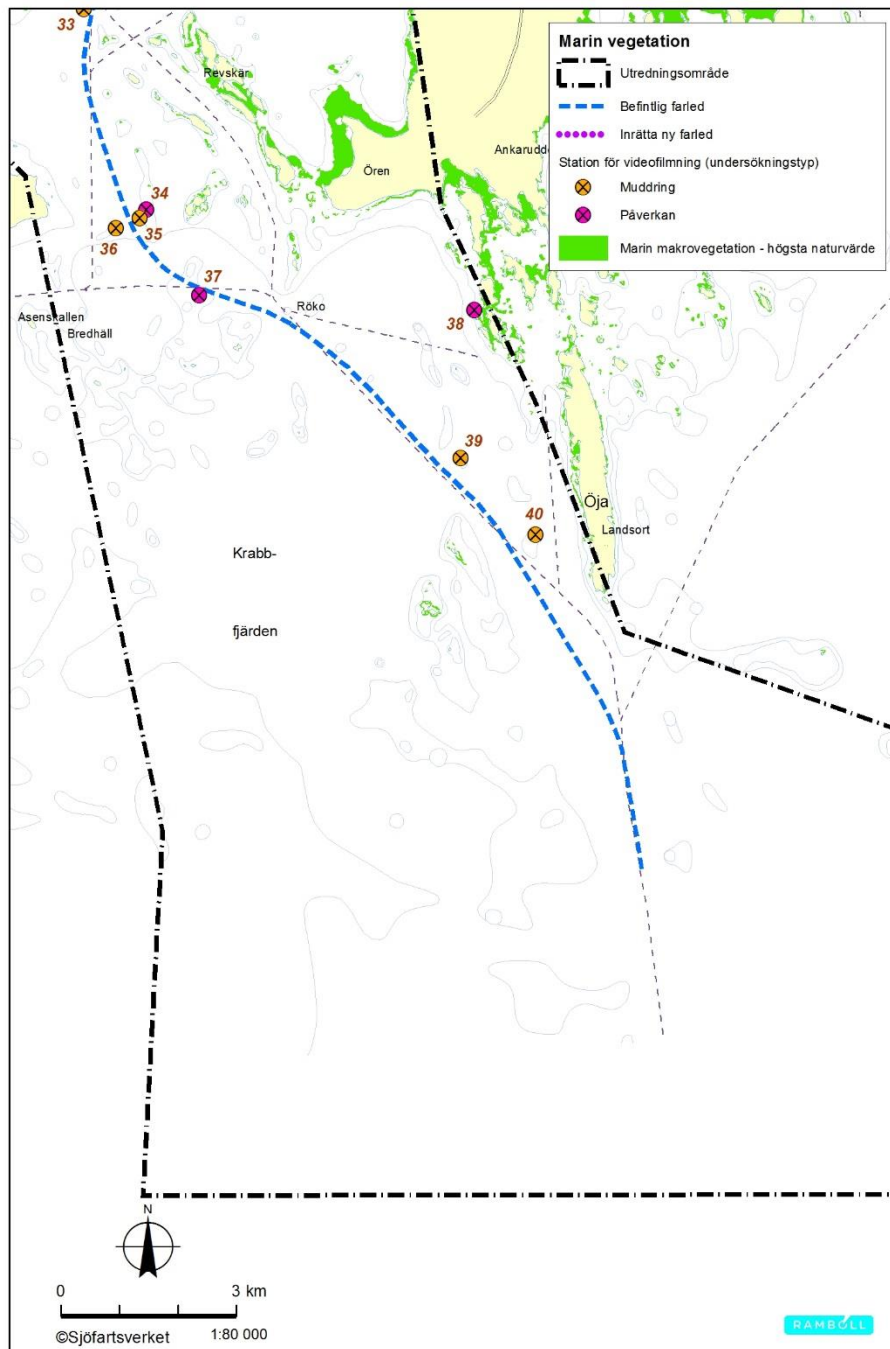 33
Revskär
Marin vegetation
Utredningsområde
Befintlig farled
Inrätta ny farled
Station för videofilmning (undersökningstyp)
Muddring
Påverkan
Marin makrovegetation - högsta naturvärde
Ören
34
35
36
37
38
Röko
Bredhäll
39
40
Öja
Landsort
Krabb-
fjärden
N
0 3 km
©Sjöfartsverket 1:80 000
RAMBOLL